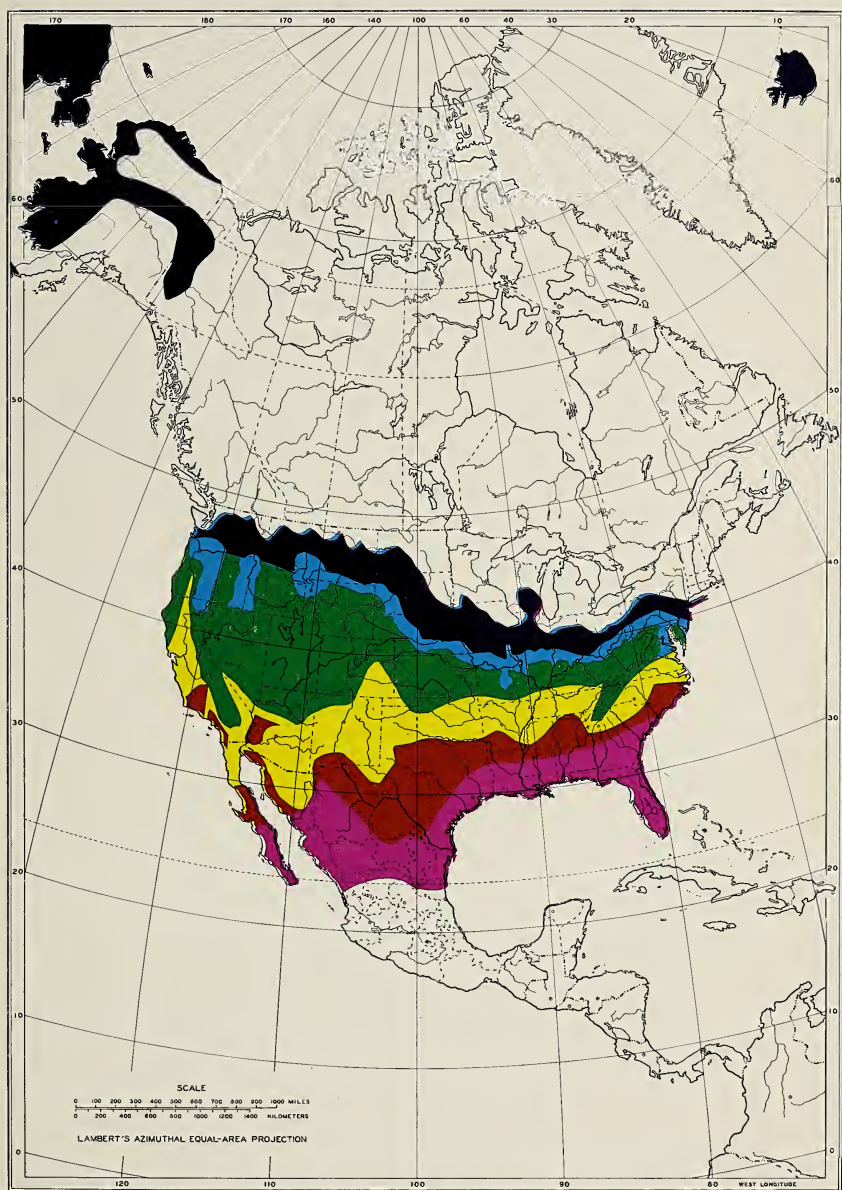 170 180 170 160 140 100 60 40 30 20 10
60 60
50 50
40 40
30 30
20 20
10 10
SCALE
0 100 200 300 400 500 600 700 800 900 1000 MILES
0 200 400 600 800 1000 1200 1400 KILOMETERS
LAMBERT'S AZIMUTHAL EQUAL-AREA PROJECTION
0 0
120 110 100 90 80 WEST LONGITUDE